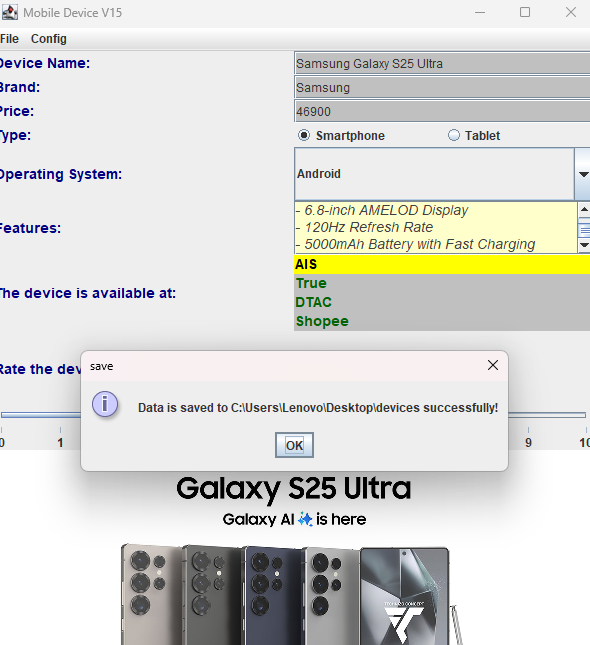 Mobile Device V15
File Config
Device Name: Samsung Galaxy S25 Ultra
Brand: Samsung
Price: 46900
Type: Smartphone Tablet
Operating System: Android
Features:
- 6.8-inch AMELOD Display
- 120Hz Refresh Rate
- 5000mAh Battery with Fast Charging
The device is available at:
AIS
True
DTAC
Shopee
Rate the dev
save
Data is saved to C:\Users\Lenovo\Desktop\devices successfully!
OK
0 1 9 10
Galaxy S25 Ultra
Galaxy AI is here